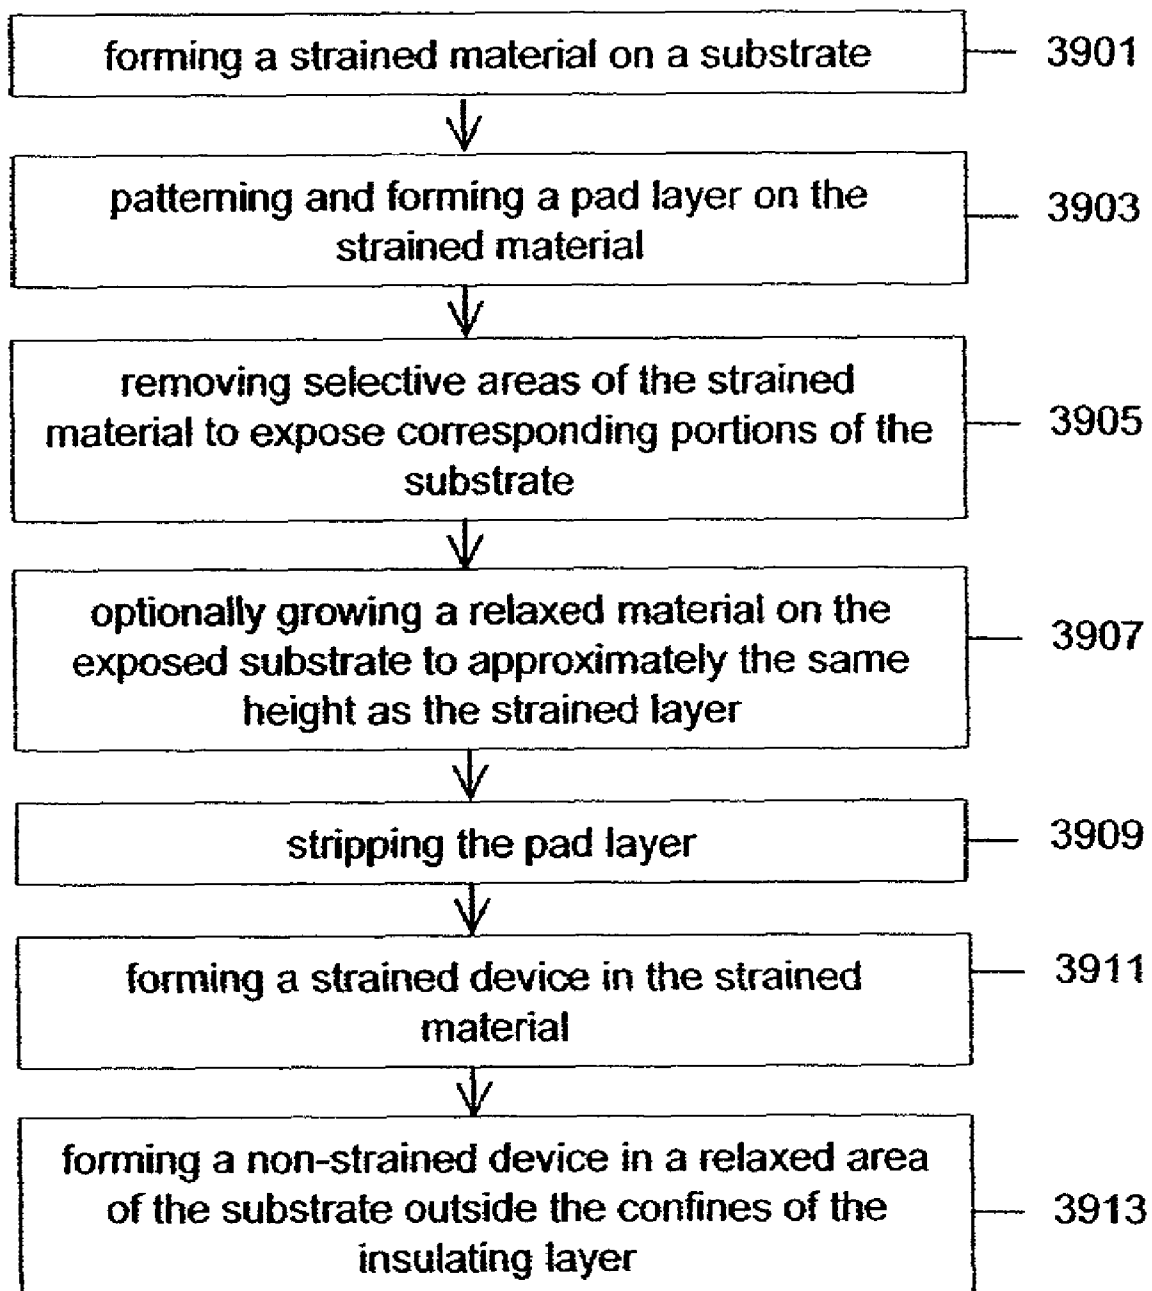 forming a strained material on a substrate
3901
patterning and forming a pad layer on the
strained material
3903
removing selective areas of the strained
material to expose corresponding portions of the
substrate
3905
optionally growing a relaxed material on the
exposed substrate to approximately the same
height as the strained layer
3907
stripping the pad layer
3909
forming a strained device in the strained
material
3911
forming a non-strained device in a relaxed area
of the substrate outside the confines of the
insulating layer
3913